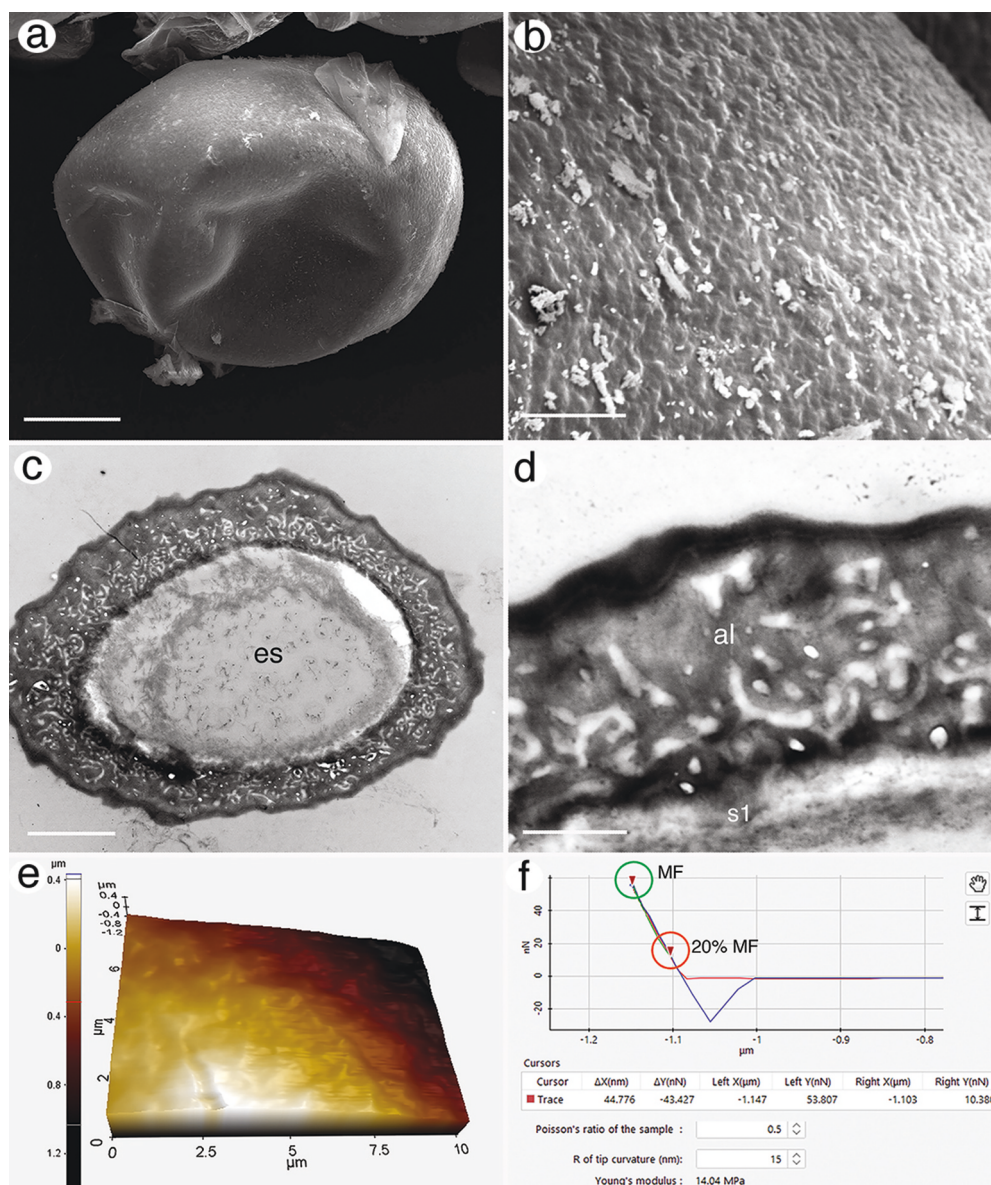 a
b
c
es
d
al
s1
e
µm
0.4
0
0.4
0.8
1.2
µm
0.4
0
-0.4
-0.8
-1.2
6
4
2
0
µm
0
2.5
5
7.5
10
µm
f
MF
20% MF
40
20
0
-20
nN
-1.2
-1.1
-1
-0.9
-0.8
µm
Cursors
Cursor ΔX(nm) ΔY(nN) Left X(µm) Left Y(nN) Right X(µm) Right Y(nN)
Trace 44.776 -43.427 -1.147 53.807 -1.103 10.380
Poisson's ratio of the sample : 0.5
R of tip curvature (nm): 15
Young's modulus : 14.04 MPa